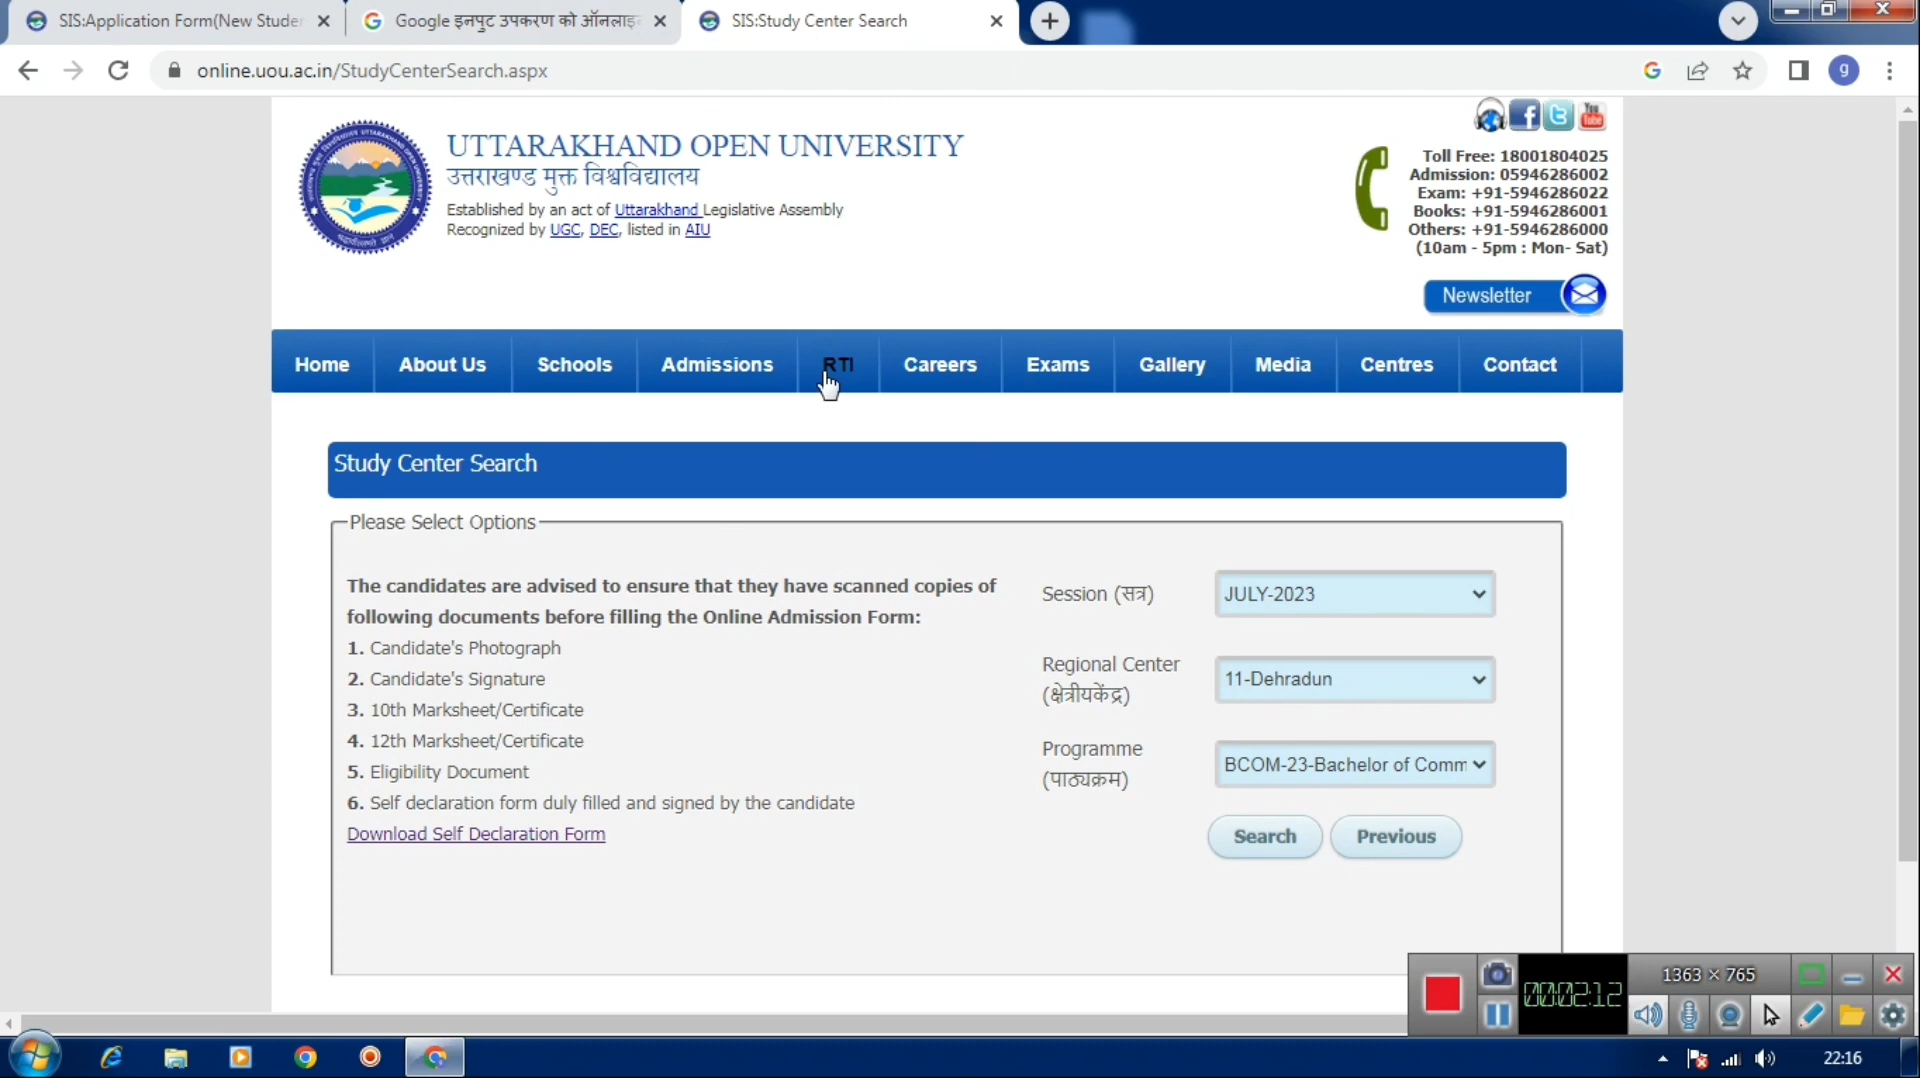 SIS:Application Form(New Studen
Google इनपुट उपकरण को ऑनलाइन
SIS:Study Center Search
online.uou.ac.in/StudyCenterSearch.aspx
g
UTTARAKHAND OPEN UNIVERSITY
उत्तराखण्ड मुक्त विश्वविद्यालय
Established by an act of Uttarakhand Legislative Assembly
Recognized by UGC, DEC, listed in AIU
You Tube
Toll Free: 18001804025
Admission: 05946286002
Exam: +91-5946286022
Books: +91-5946286001
Others: +91-5946286000
(10am - 5pm : Mon- Sat)
Newsletter
Home About Us Schools Admissions RTI Careers Exams Gallery Media Centres Contact
Study Center Search
Please Select Options
The candidates are advised to ensure that they have scanned copies of
following documents before filling the Online Admission Form:
1. Candidate's Photograph
2. Candidate's Signature
3. 10th Marksheet/Certificate
4. 12th Marksheet/Certificate
5. Eligibility Document
6. Self declaration form duly filled and signed by the candidate
Download Self Declaration Form
Session (सत्र)
JULY-2023
Regional Center
(क्षेत्रीयकेंद्र)
11-Dehradun
Programme
(पाठ्यक्रम)
BCOM-23-Bachelor of Comm
Search Previous
00:02:12
1363 × 765
22:16